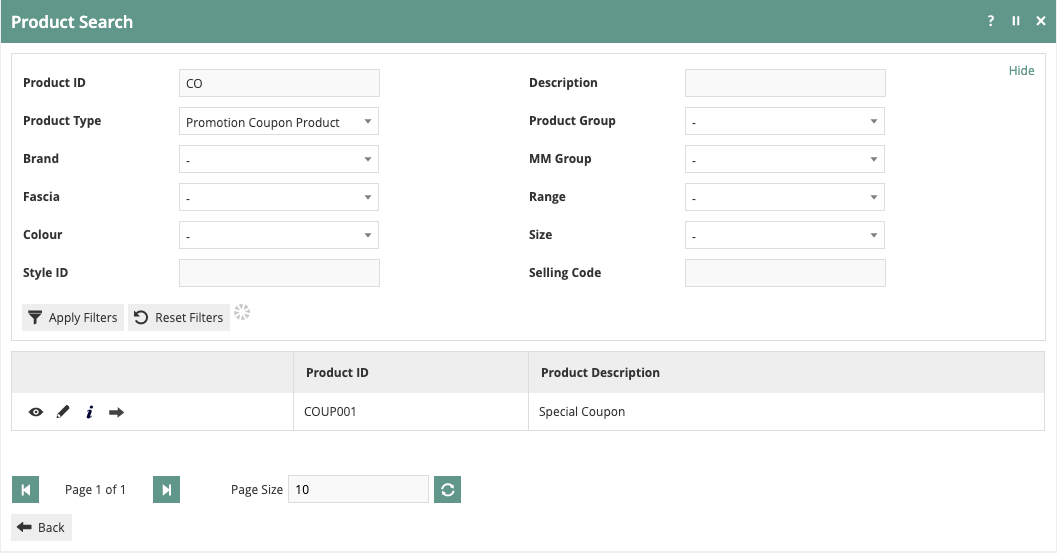 Product Search ?
Hide
Product ID CO Description
Product Type Promotion Coupon Product Product Group -
Brand - MM Group -
Fascia - Range -
Colour - Size -
Style ID Selling Code
Apply Filters Reset Filters
Product ID Product Description
i COUP001 Special Coupon
Page 1 of 1 Page Size 10
Back